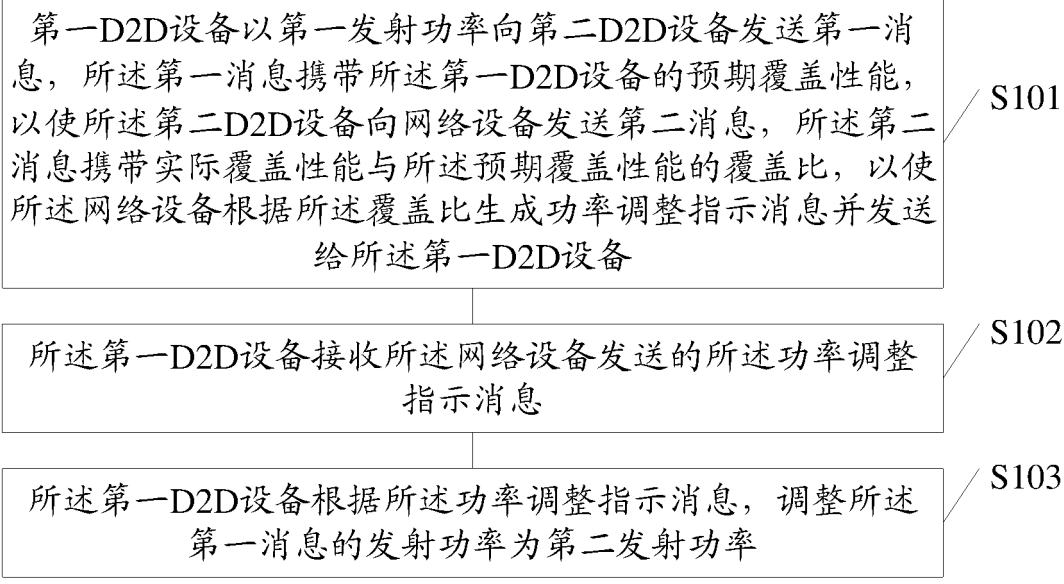 第一D2D设备以第一发射功率向第二D2D设备发送第一消
息，所述第一消息携带所述第一D2D设备的预期覆盖性能，
以使所述第二D2D设备向网络设备发送第二消息，所述第二
消息携带实际覆盖性能与所述预期覆盖性能的覆盖比，以使
所述网络设备根据所述覆盖比生成功率调整指示消息并发送
给所述第一D2D设备
S101
所述第一D2D设备接收所述网络设备发送的所述功率调整
指示消息
S102
所述第一D2D设备根据所述功率调整指示消息，调整所述
第一消息的发射功率为第二发射功率
S103